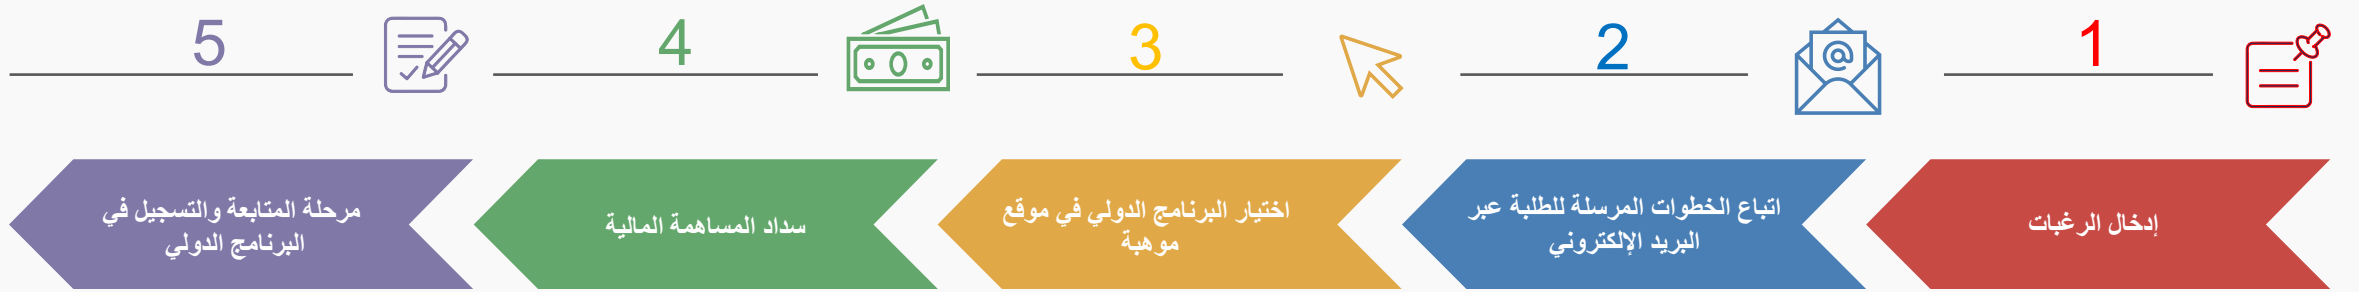 1
إدخال الرغبات
2
اتباع الخطوات المرسلة للطلبة عبر
البريد الإلكتروني
3
اختيار البرنامج الدولي في موقع
موهبة
4
سداد المساهمة المالية
5
مرحلة المتابعة والتسجيل في
البرنامج الدولي